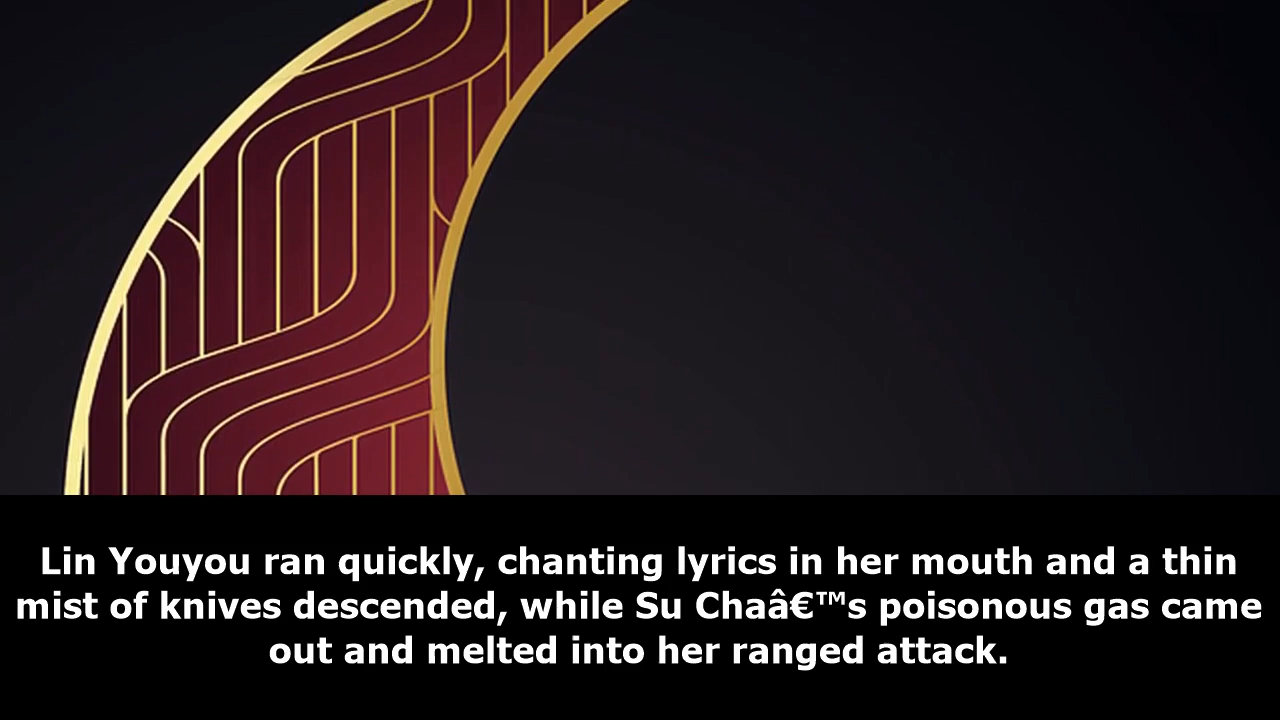 Lin Youyou ran quickly, chanting lyrics in her mouth and a thin
mist of knives descended, while Su Chaâ€™s poisonous gas came
out and melted into her ranged attack.